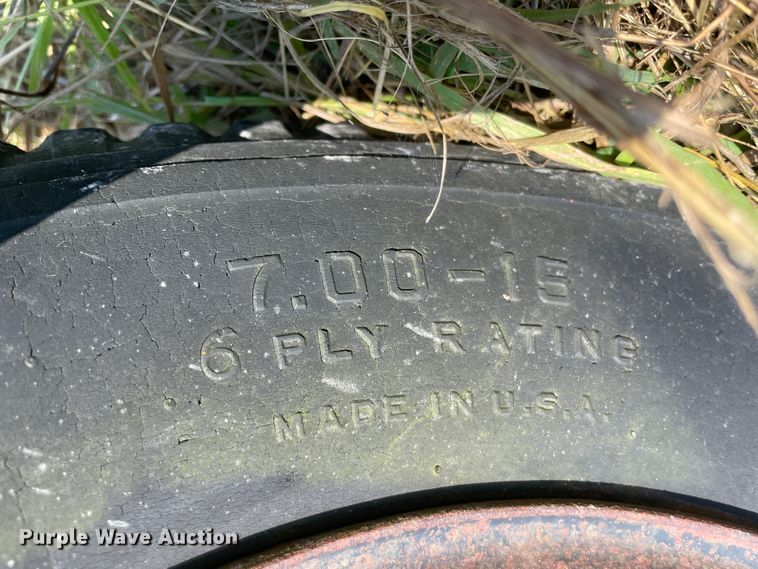 7.00-15
6 PLY RATING
MADE IN U.S.A.
Purple Wave Auction